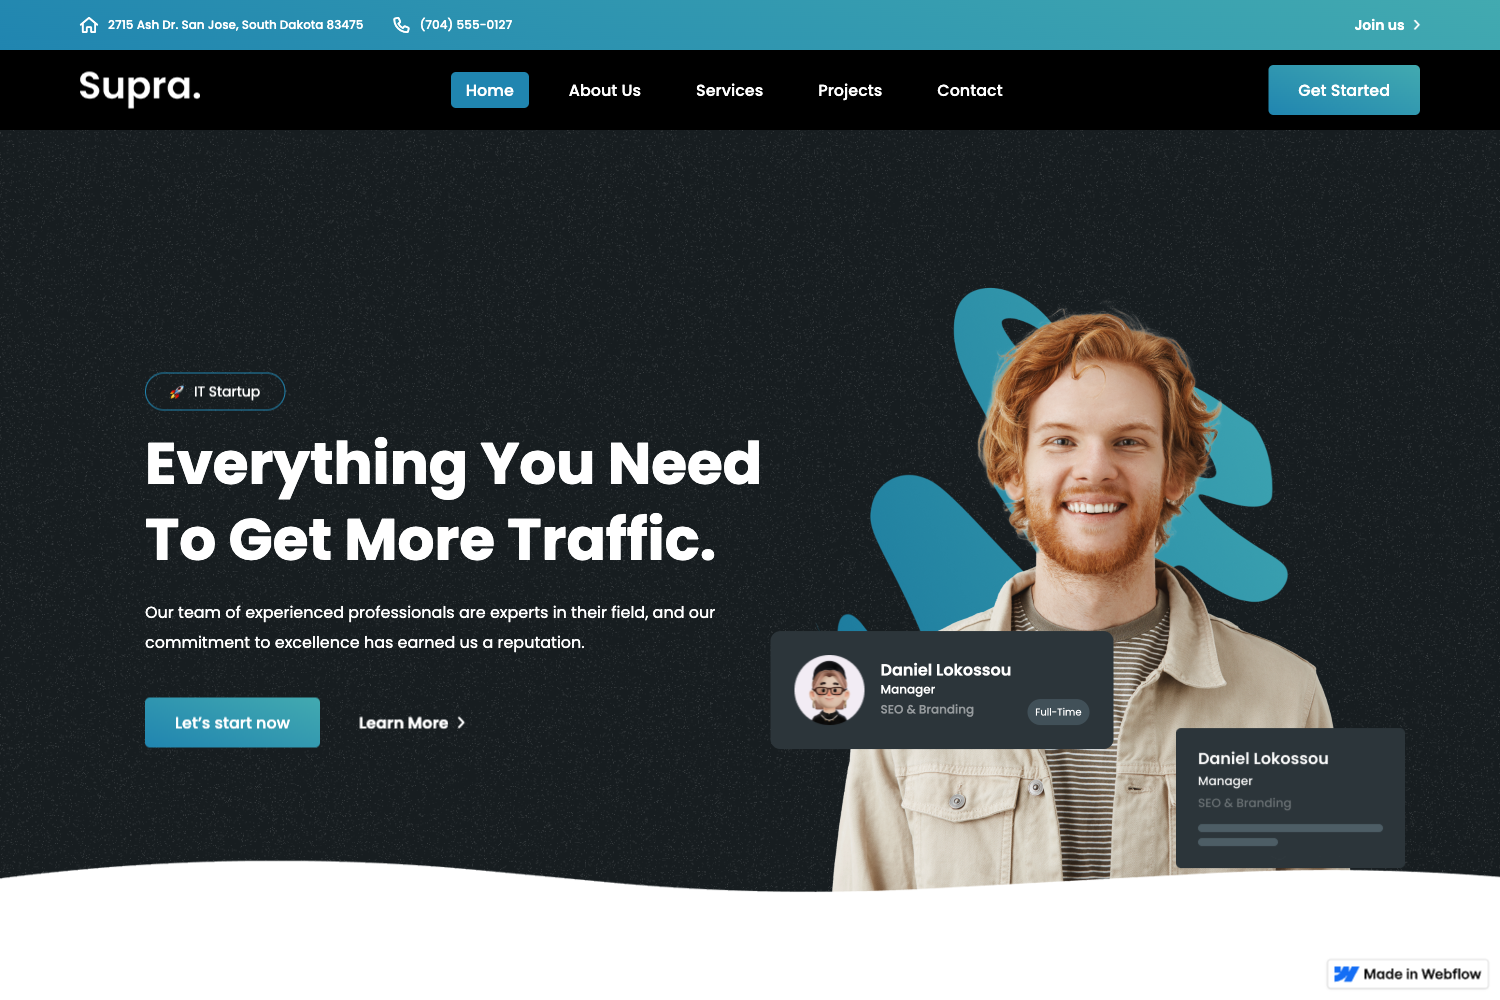 2715 Ash Dr. San Jose, South Dakota 83475
(704) 555-0127
Join us
Supra.
Home
About Us
Services
Projects
Contact
Get Started
IT Startup
Everything You Need
To Get More Traffic.
Our team of experienced professionals are experts in their field, and our
commitment to excellence has earned us a reputation.
Let's start now
Learn More
Daniel Lokossou
Manager
SEO & Branding
Full-Time
Daniel Lokossou
Manager
SEO & Branding
Made in Webflow